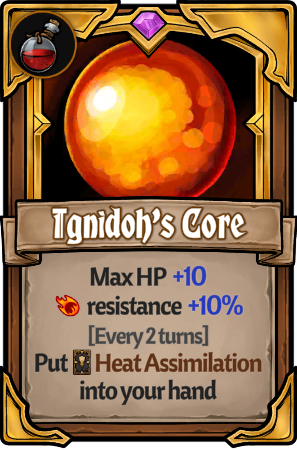 Tgnidoh's Core
Max HP +10
resistance +10%
[Every 2 turns]
Put Heat Assimilation
into your hand